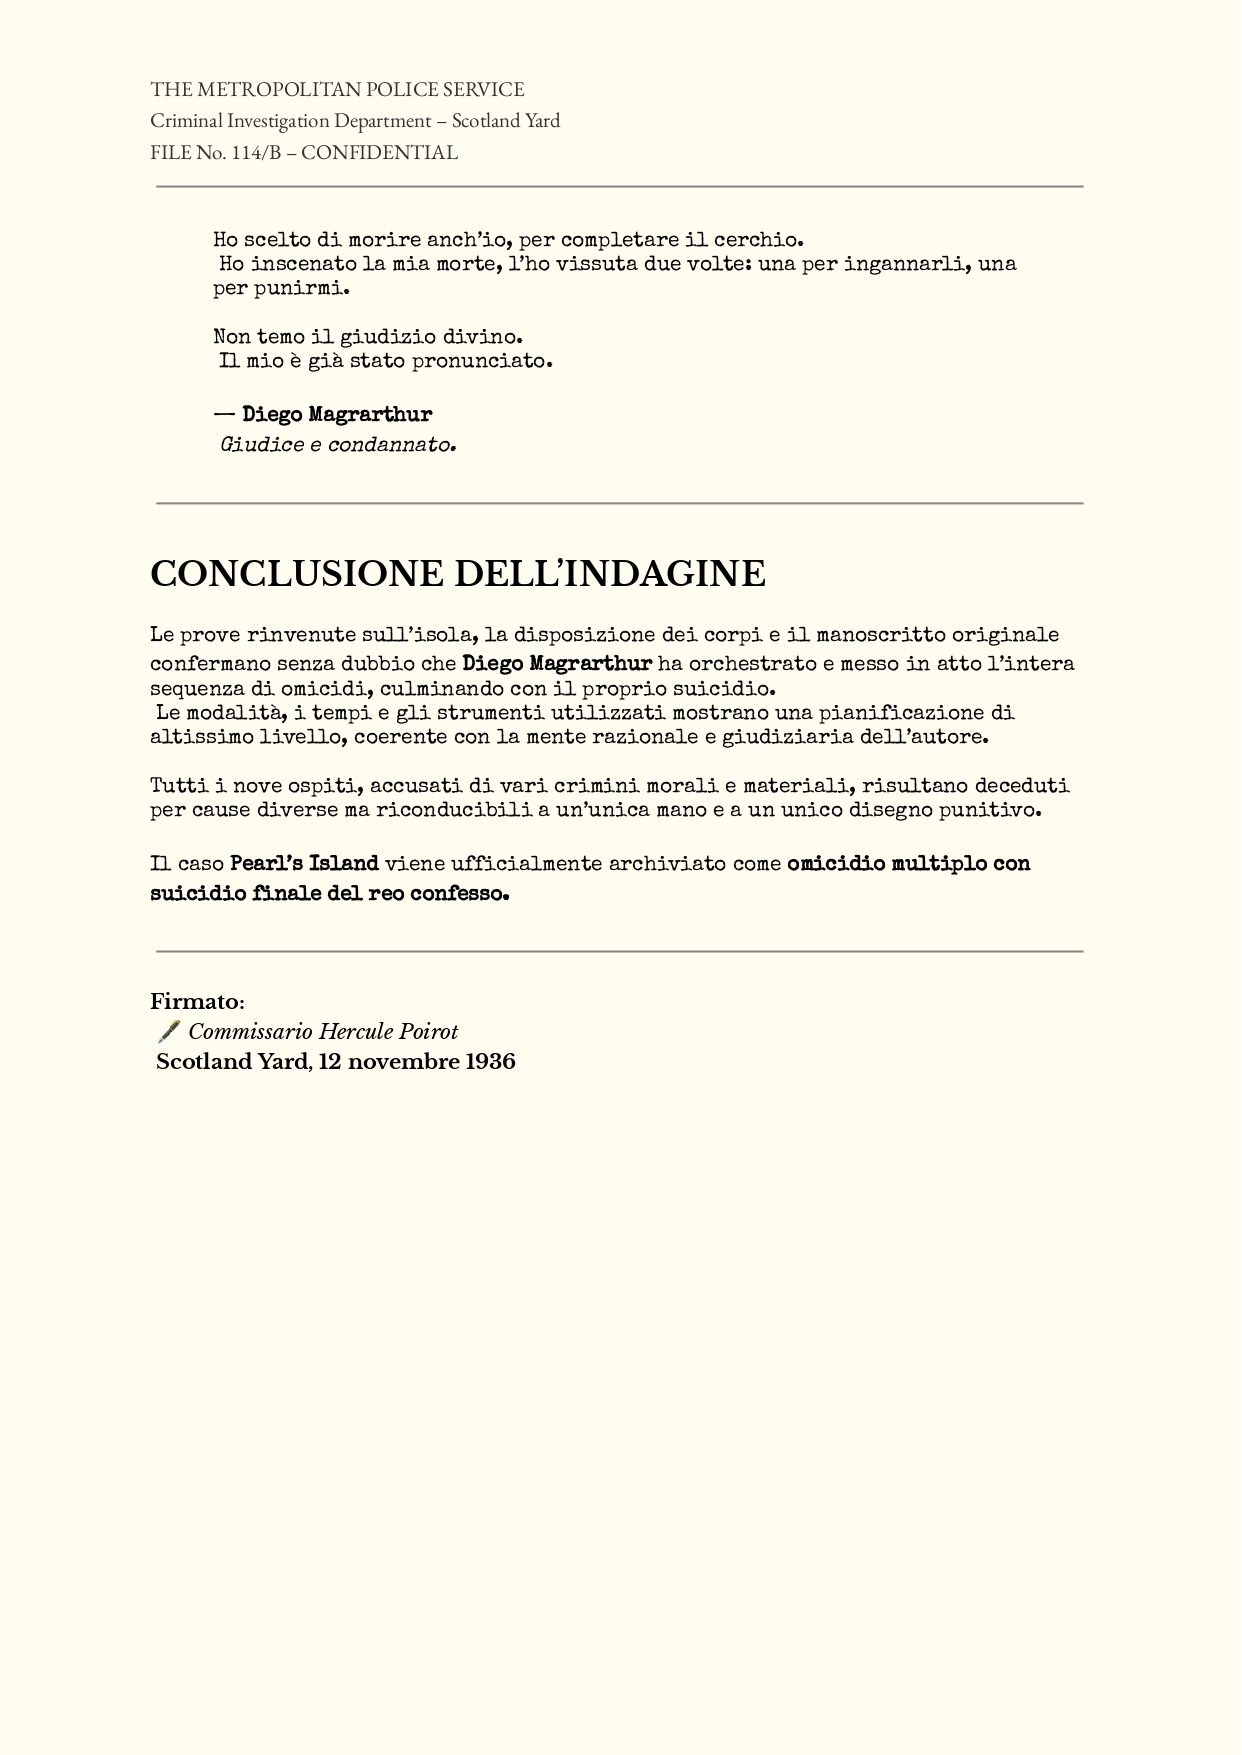 THE METROPOLITAN POLICE SERVICE
Criminal Investigation Department – Scotland Yard
FILE No. 114/B – CONFIDENTIAL
Ho scelto di morire anch’io, per completare il cerchio.
Ho inscenato la mia morte, l’ho vissuta due volte: una per ingannarli, una
per punirmi.
Non temo il giudizio divino.
Il mio è già stato pronunciato.
— Diego Magrarthur
Giudice e condannato.
CONCLUSIONE DELL’INDAGINE
Le prove rinvenute sull’isola, la disposizione dei corpi e il manoscritto originale
confermano senza dubbio che Diego Magrarthur ha orchestrato e messo in atto l’intera
sequenza di omicidi, culminando con il proprio suicidio.
Le modalità, i tempi e gli strumenti utilizzati mostrano una pianificazione di
altissimo livello, coerente con la mente razionale e giudiziaria dell’autore.
Tutti i nove ospiti, accusati di vari crimini morali e materiali, risultano deceduti
per cause diverse ma riconducibili a un’unica mano e a un unico disegno punitivo.
Il caso Pearl’s Island viene ufficialmente archiviato come omicidio multiplo con
suicidio finale del reo confesso.
Firmato:
Commissario Hercule Poirot
Scotland Yard, 12 novembre 1936